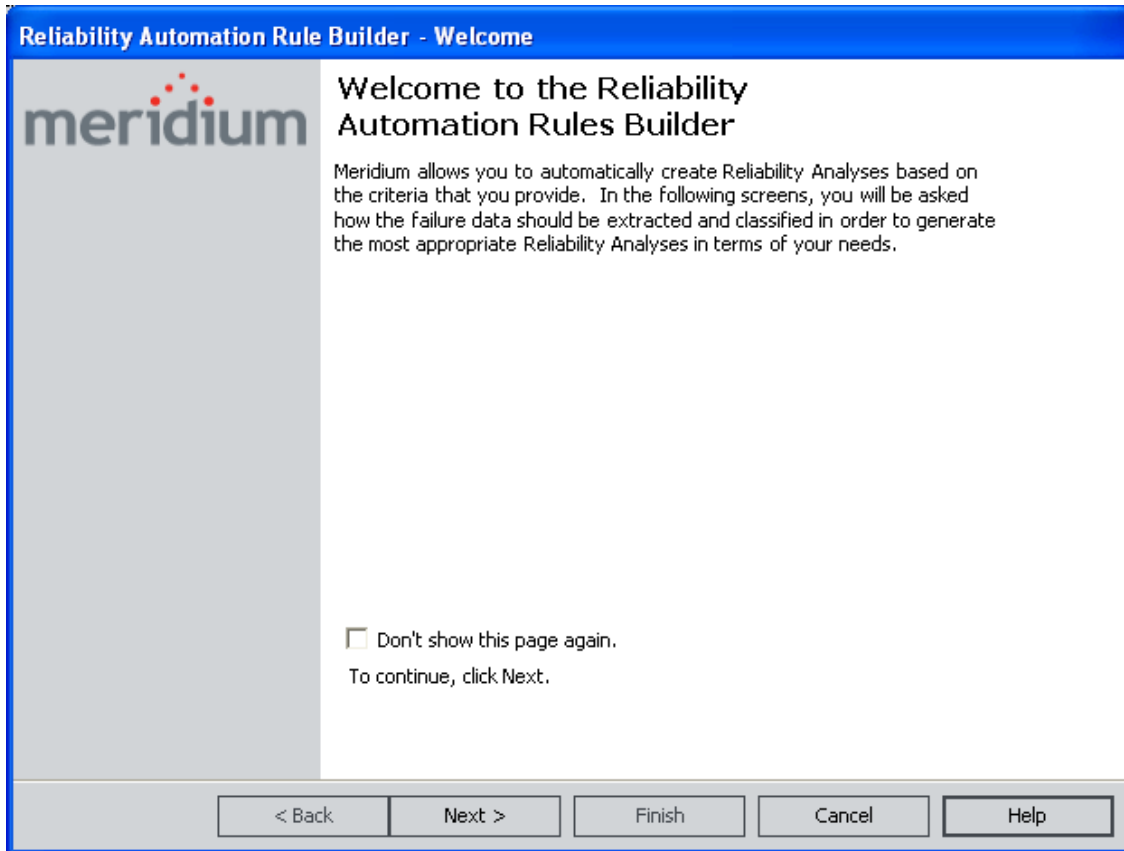 Reliability Automation Rule Builder - Welcome
meridium
Welcome to the Reliability
Automation Rules Builder
Meridium allows you to automatically create Reliability Analyses based on
the criteria that you provide. In the following screens, you will be asked
how the failure data should be extracted and classified in order to generate
the most appropriate Reliability Analyses in terms of your needs.
Don't show this page again.
To continue, click Next.
< Back
Next >
Finish
Cancel
Help